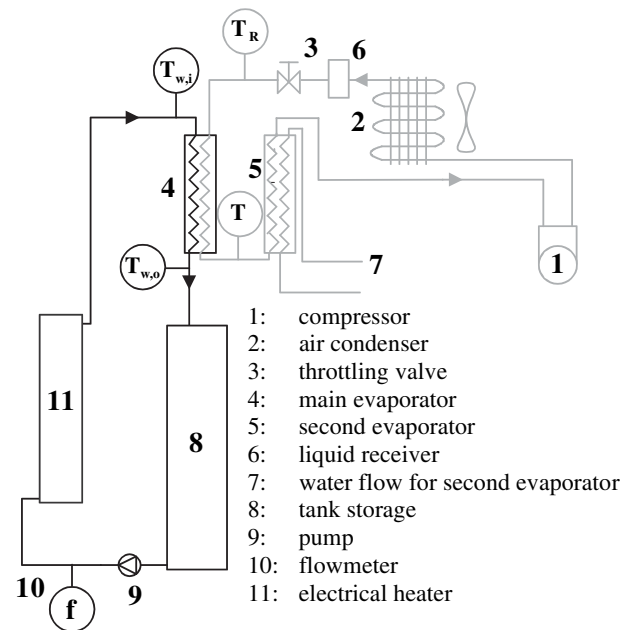 T_R
3
6
T_w,i
2
4
5
T
T_w,o
7
1
11
8
10
9
f
1: compressor
2: air condenser
3: throttling valve
4: main evaporator
5: second evaporator
6: liquid receiver
7: water flow for second evaporator
8: tank storage
9: pump
10: flowmeter
11: electrical heater